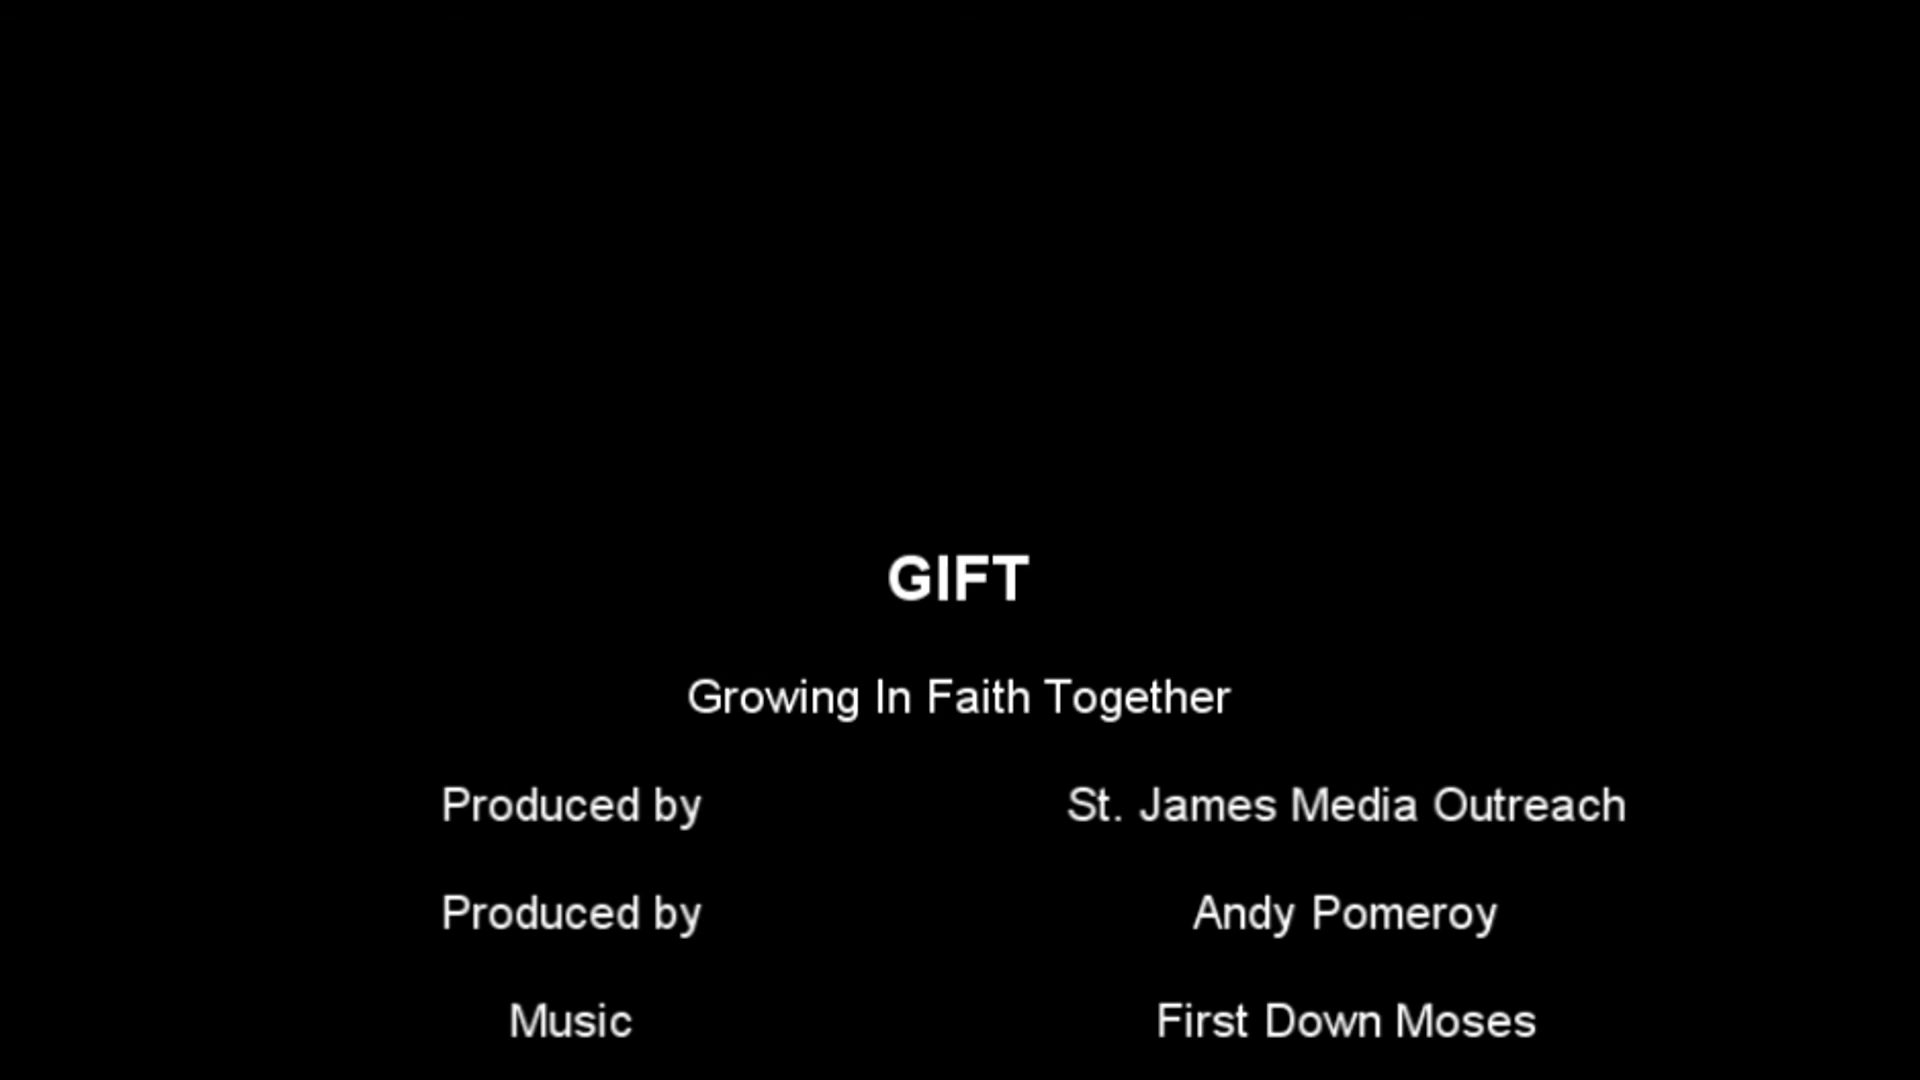 GIFT
Growing In Faith Together
Produced by St. James Media Outreach
Produced by Andy Pomeroy
Music First Down Moses